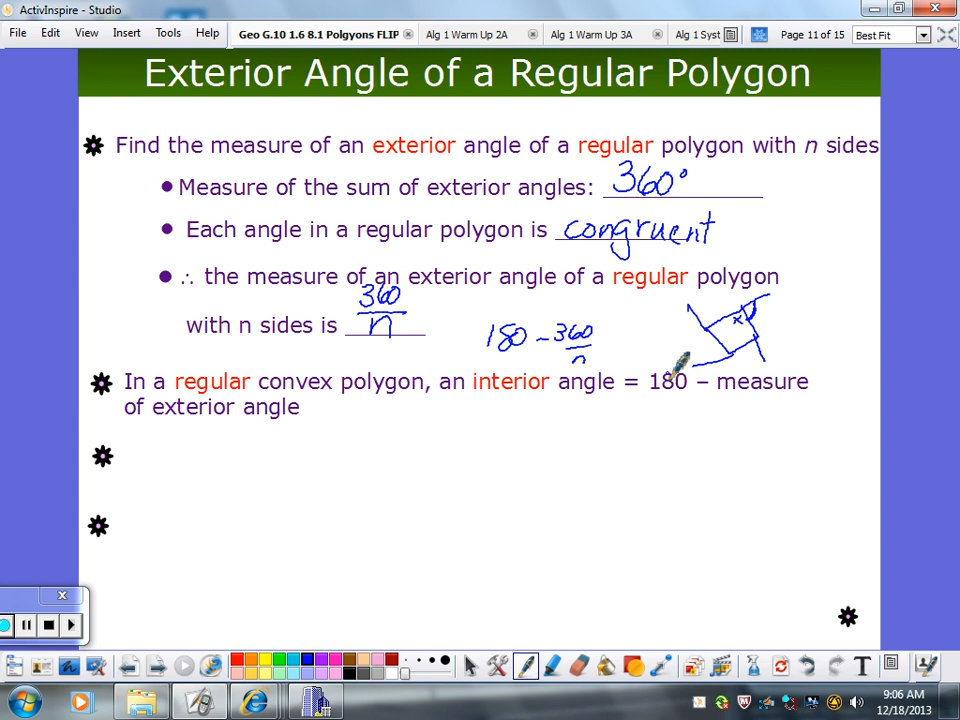 ActivInspire - Studio
File Edit View Insert Tools Help Geo G.10 1.6 8.1 Polgyons FLIP Alg 1 Warm Up 2A Alg 1 Warm Up 3A Alg 1 Syst Page 11 of 15 Best Fit
Exterior Angle of a Regular Polygon
Find the measure of an exterior angle of a regular polygon with n sides
Measure of the sum of exterior angles: 360°
Each angle in a regular polygon is congruent
∴ the measure of an exterior angle of a regular polygon
with n sides is 360/n
180 - 360/n
x
In a regular convex polygon, an interior angle = 180 – measure
of exterior angle
9:06 AM
12/18/2013